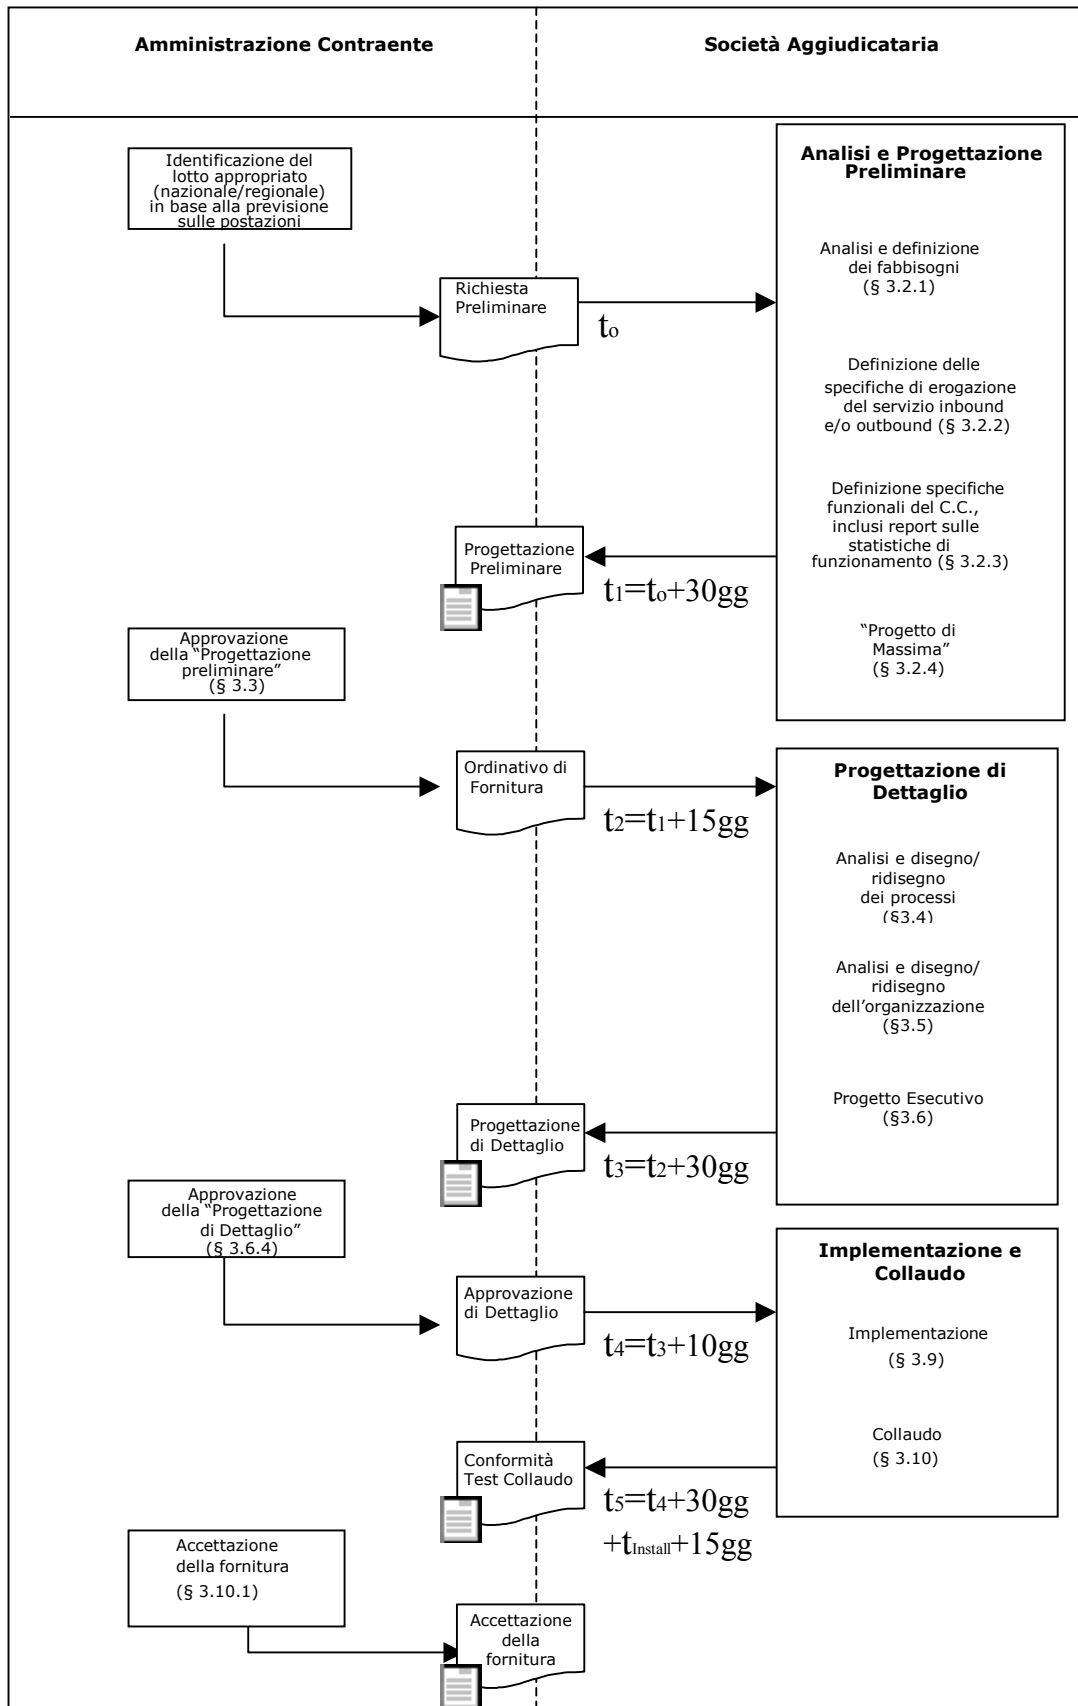 Amministrazione Contraente
Società Aggiudicataria
Identificazione del
lotto appropriato
(nazionale/regionale)
in base alla previsione
sulle postazioni
Richiesta
Preliminare
to
Analisi e Progettazione
Preliminare
Analisi e definizione
dei fabbisogni
(§ 3.2.1)
Definizione delle
specifiche di erogazione
del servizio inbound
e/o outbound (§ 3.2.2)
Definizione specifiche
funzionali del C.C.,
inclusi report sulle
statistiche di
funzionamento (§ 3.2.3)
“Progetto di
Massima”
(§ 3.2.4)
Progettazione
Preliminare
t1=to+30gg
Approvazione
della “Progettazione
preliminare”
(§ 3.3)
Ordinativo di
Fornitura
t2=t1+15gg
Progettazione di
Dettaglio
Analisi e disegno/
ridisegno
dei processi
(§3.4)
Analisi e disegno/
ridisegno
dell’organizzazione
(§3.5)
Progetto Esecutivo
(§3.6)
Progettazione
di Dettaglio
t3=t2+30gg
Approvazione
della “Progettazione
di Dettaglio”
(§ 3.6.4)
Approvazione
di Dettaglio
t4=t3+10gg
Implementazione e
Collaudo
Implementazione
(§ 3.9)
Collaudo
(§ 3.10)
Conformità
Test Collaudo
t5=t4+30gg
+tInstall+15gg
Accettazione
della fornitura
(§ 3.10.1)
Accettazione
della
fornitura